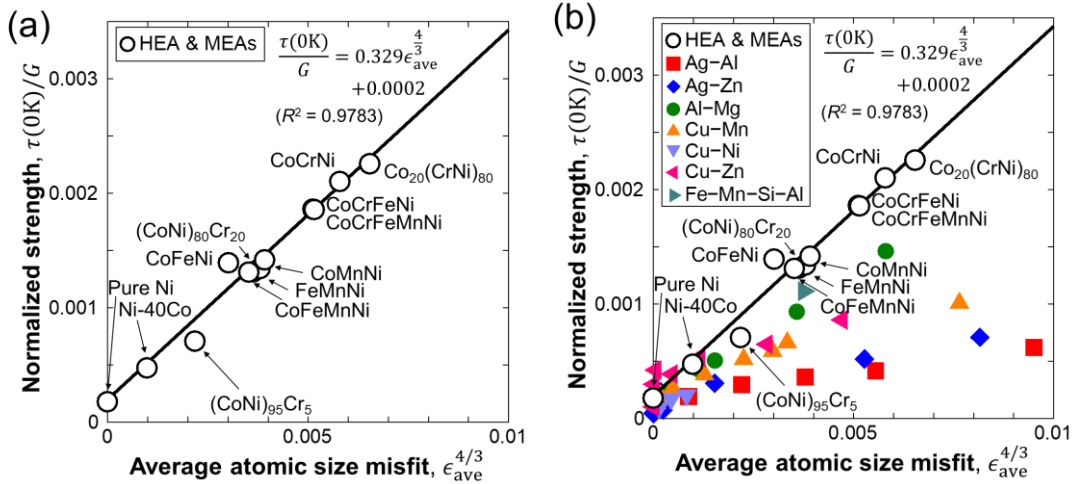 (a)
HEA & MEAs
τ(0K)/G = 0.329ϵ_ave^(4/3)
+0.0002
(R² = 0.9783)
0.003
0.002
0.001
0
Normalized strength, τ(0K)/G
CoCrNi
Co₂₀(CrNi)₈₀
CoCrFeNi
CoCrFeMnNi
(CoNi)₈₀Cr₂₀
CoFeNi
CoMnNi
FeMnNi
CoFeMnNi
Pure Ni
Ni-40Co
(CoNi)₉₅Cr₅
0
0.005
0.01
Average atomic size misfit, ϵ_ave^(4/3)
(b)
HEA & MEAs
Ag−Al
Ag−Zn
Al−Mg
Cu−Mn
Cu−Ni
Cu−Zn
Fe−Mn−Si−Al
τ(0K)/G = 0.329ϵ_ave^(4/3)
+0.0002
(R² = 0.9783)
0.003
0.002
0.001
0
Normalized strength, τ(0K)/G
CoCrNi
Co₂₀(CrNi)₈₀
CoCrFeNi
CoCrFeMnNi
(CoNi)₈₀Cr₂₀
CoFeNi
CoMnNi
FeMnNi
CoFeMnNi
Pure Ni
Ni-40Co
(CoNi)₉₅Cr₅
0
0.005
0.01
Average atomic size misfit, ϵ_ave^(4/3)